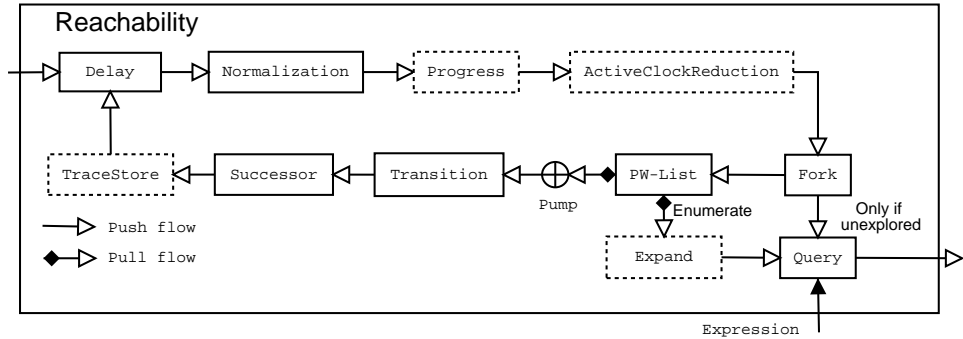 Reachability
Delay
Normalization
Progress
ActiveClockReduction
TraceStore
Successor
Transition
Pump
PW-List
Fork
Enumerate
Only if
unexplored
Push flow
Pull flow
Expand
Query
Expression